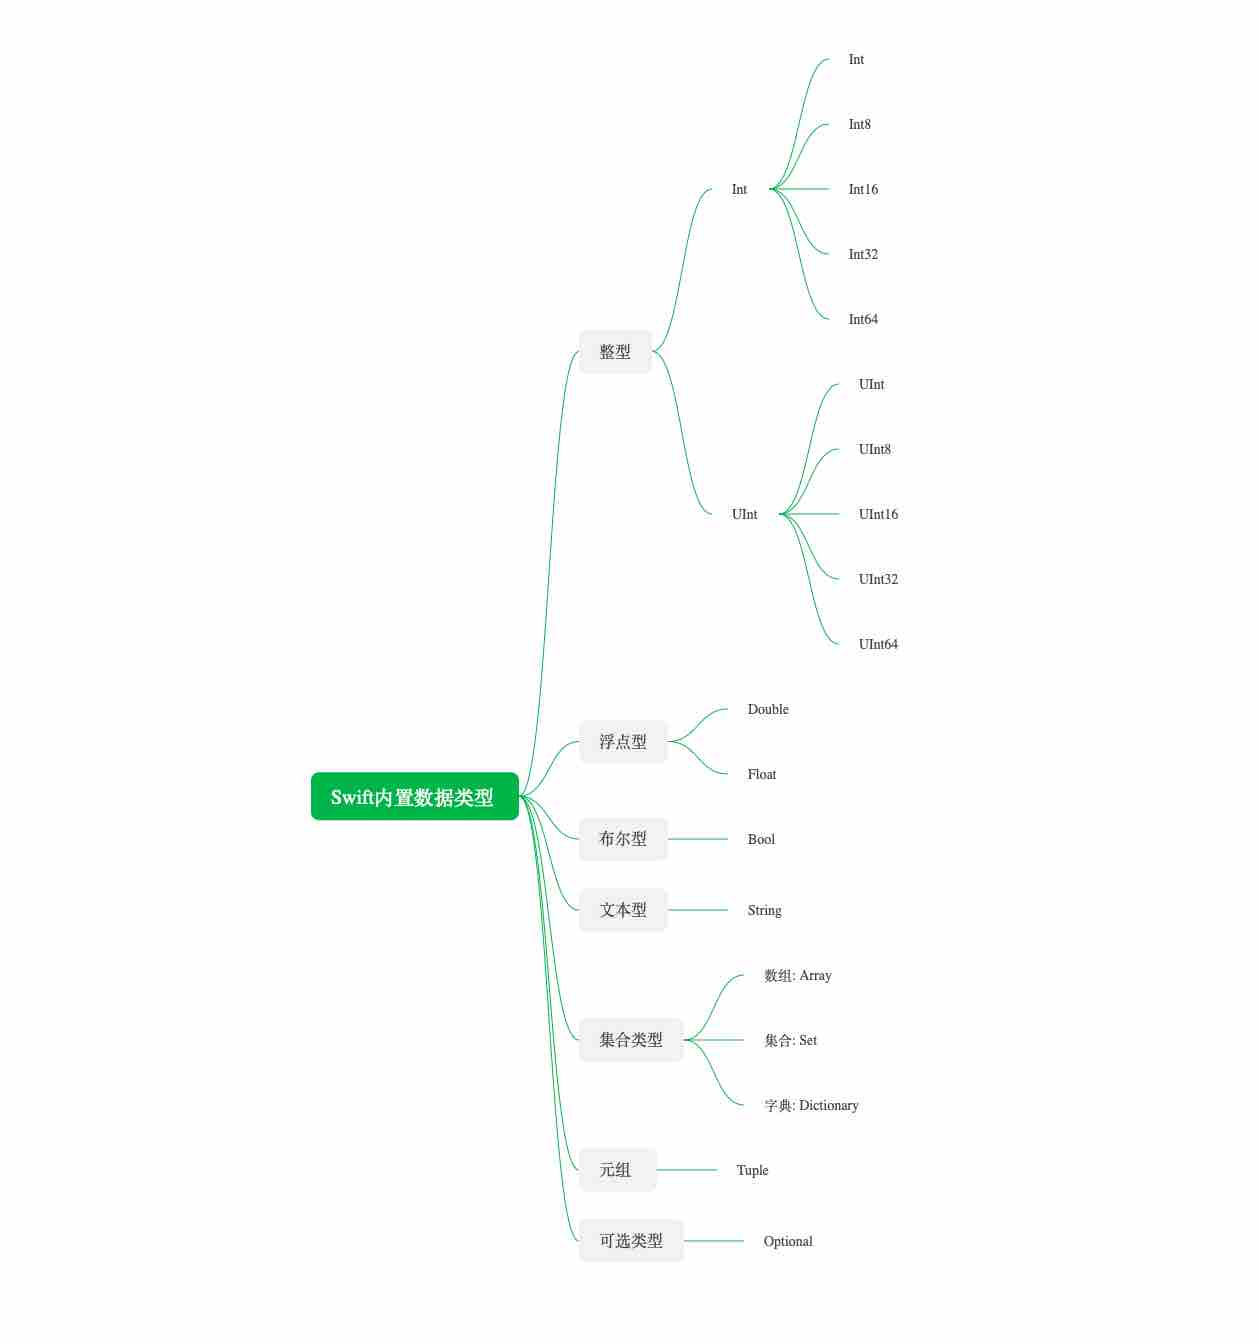 Swift内置数据类型
整型
Int
Int
Int8
Int16
Int32
Int64
UInt
UInt
UInt8
UInt16
UInt32
UInt64
浮点型
Double
Float
布尔型
Bool
文本型
String
集合类型
数组: Array
集合: Set
字典: Dictionary
元组
Tuple
可选类型
Optional